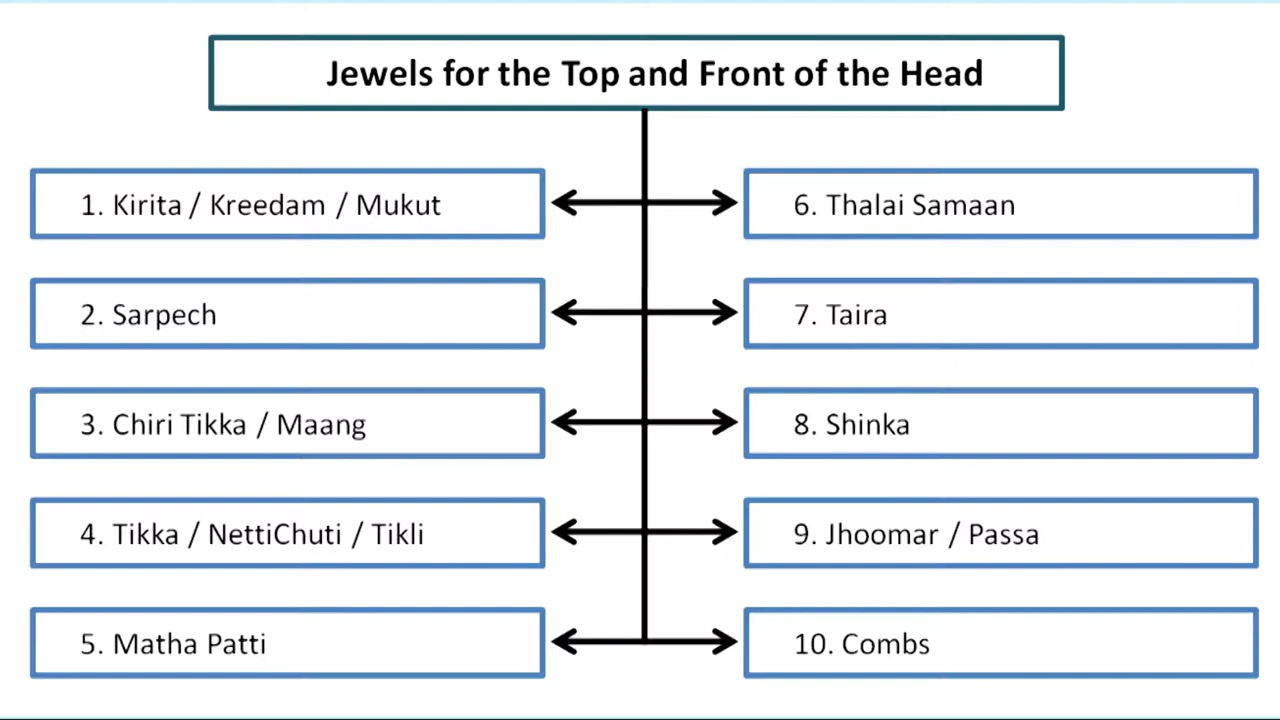 Jewels for the Top and Front of the Head
1. Kirita / Kreedam / Mukut
2. Sarpech
3. Chiri Tikka / Maang
4. Tikka / NettiChuti / Tikli
5. Matha Patti
6. Thalai Samaan
7. Taira
8. Shinka
9. Jhoomar / Passa
10. Combs